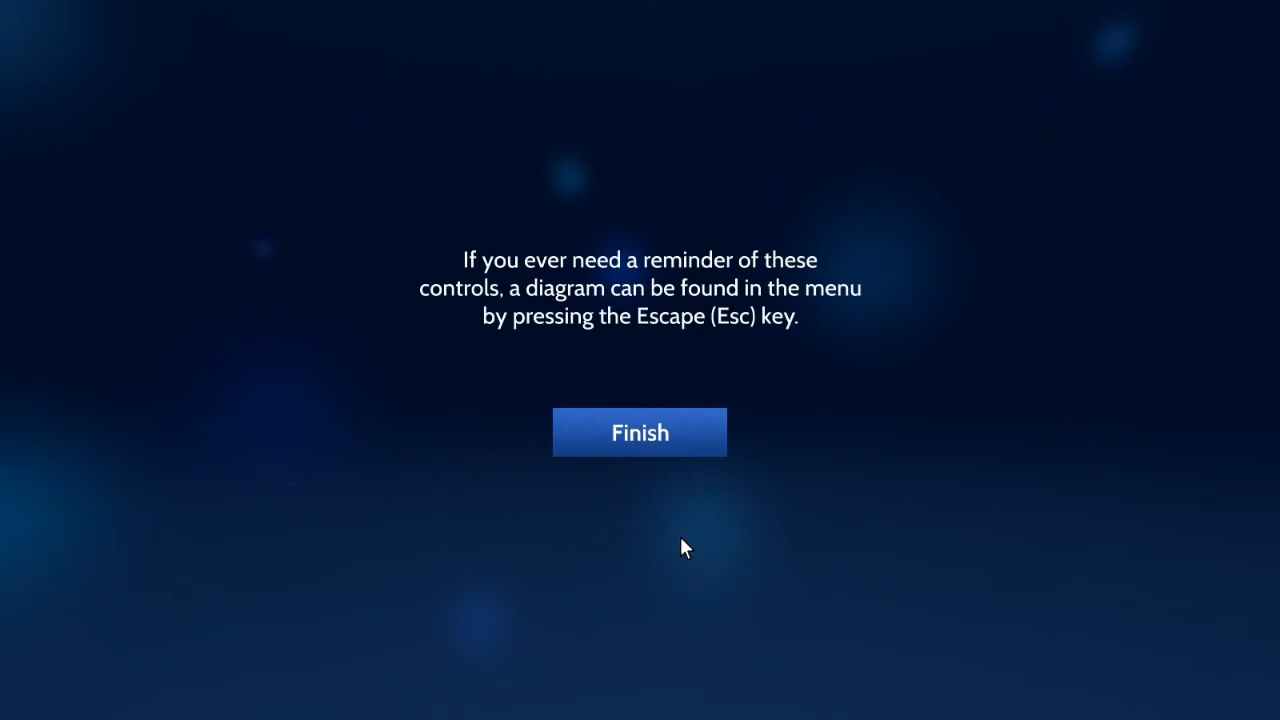 If you ever need a reminder of these
controls, a diagram can be found in the menu
by pressing the Escape (Esc) key.
Finish